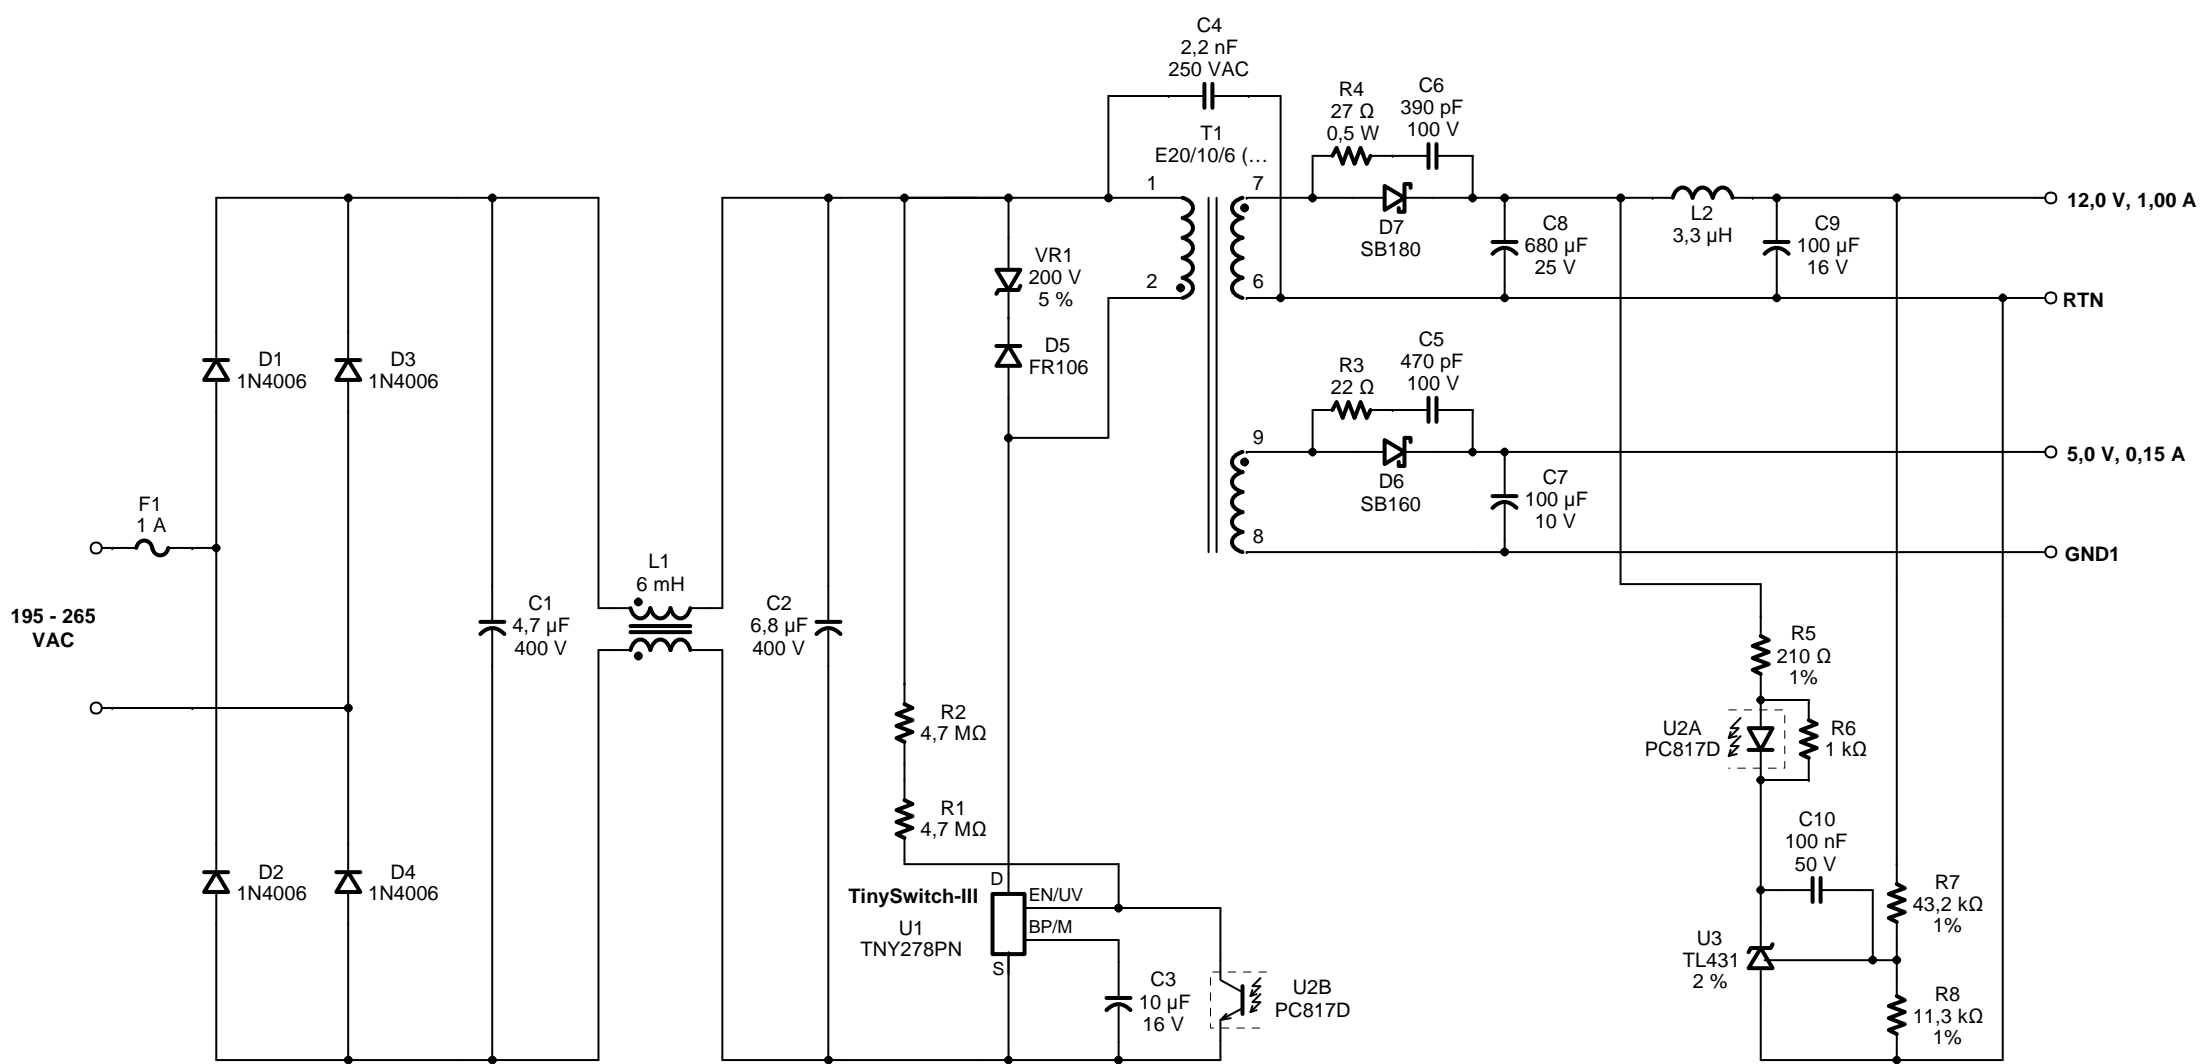 C4
2,2 nF
250 VAC
T1
E20/10/6 (…
1
2
7
6
9
8
R4
27 Ω
0,5 W
C6
390 pF
100 V
D7
SB180
C8
680 µF
25 V
L2
3,3 µH
C9
100 µF
16 V
12,0 V, 1,00 A
RTN
VR1
200 V
5 %
D5
FR106
D1
1N4006
D3
1N4006
R3
22 Ω
C5
470 pF
100 V
D6
SB160
C7
100 µF
10 V
5,0 V, 0,15 A
GND1
F1
1 A
195 - 265
VAC
C1
4,7 µF
400 V
L1
6 mH
C2
6,8 µF
400 V
R5
210 Ω
1%
U2A
PC817D
R6
1 kΩ
R2
4,7 MΩ
R1
4,7 MΩ
D2
1N4006
D4
1N4006
TinySwitch-III
U1
TNY278PN
D
EN/UV
BP/M
S
C3
10 µF
16 V
U2B
PC817D
C10
100 nF
50 V
U3
TL431
2 %
R7
43,2 kΩ
1%
R8
11,3 kΩ
1%